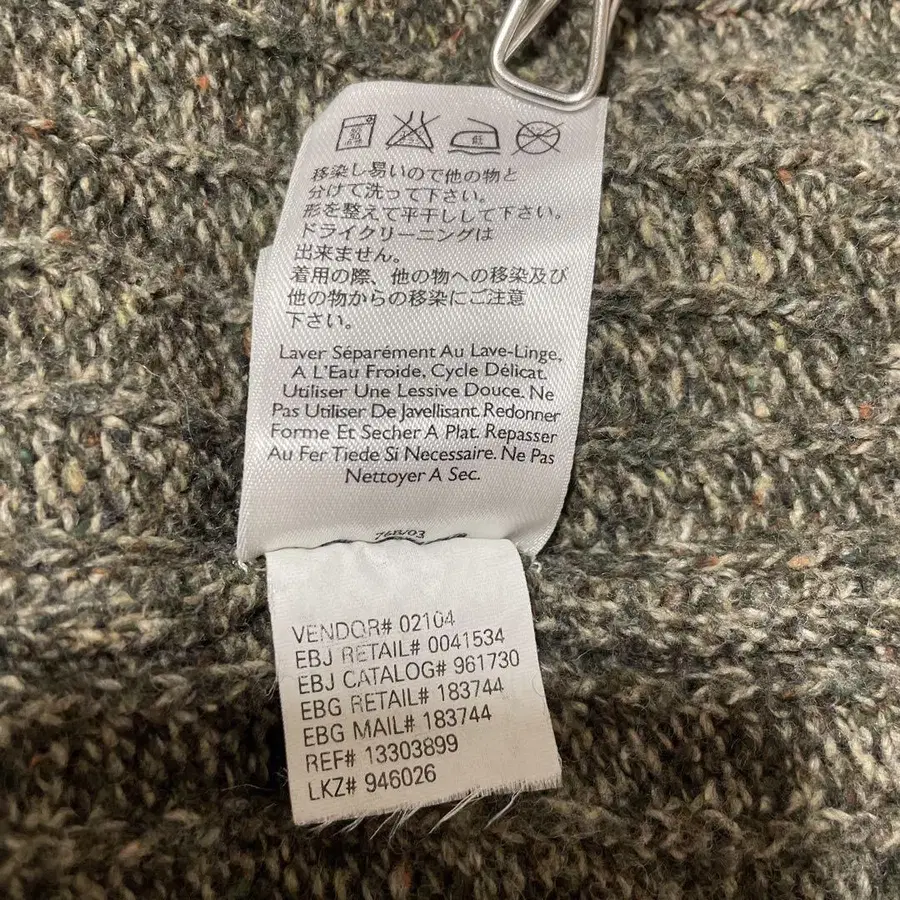 移染し易いので他の物と
分けて洗って下さい。
形を整えて平干しして下さい。
ドライクリーニングは
出来ません。
着用の際、他の物への移染及び
他の物からの移染にご注意
下さい。
Laver Séparément Au Lave-Linge,
A L'Eau Froide, Cycle Délicat.
Utiliser Une Lessive Douce. Ne
Pas Utiliser De Javellisant. Redonner
Forme Et Secher A Plat. Repasser
Au Fer Tiede Si Necessaire. Ne Pas
Nettoyer A Sec.
VENDOR# 02104
EBJ RETAIL# 0041534
EBJ CATALOG# 961730
EBG RETAIL# 183744
EBG MAIL# 183744
REF# 13303899
LKZ# 946026